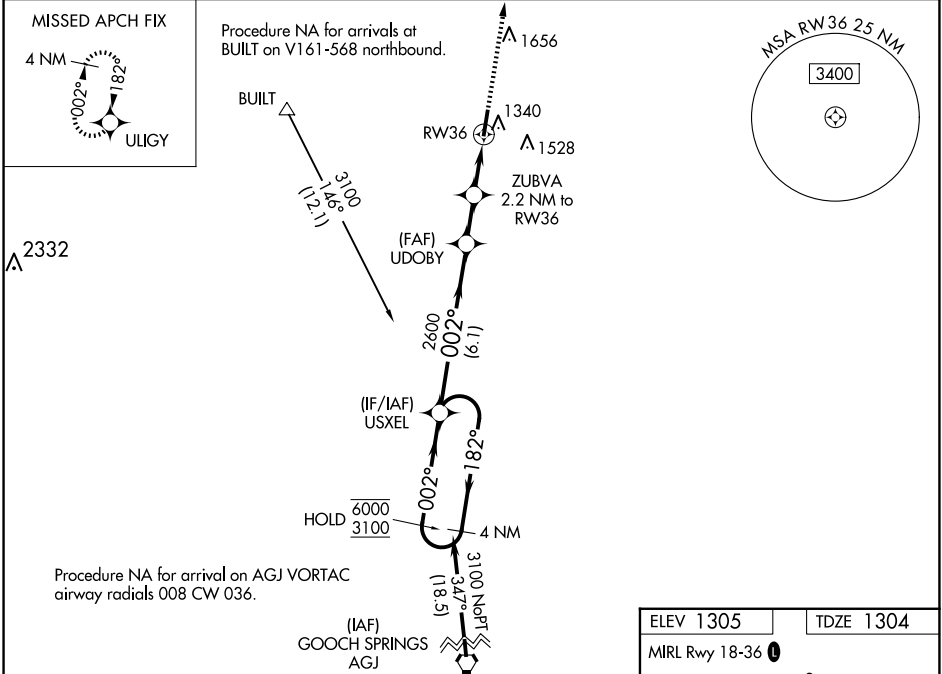 MISSED APCH FIX
4 NM
002°
182°
ULIGY
Procedure NA for arrivals at
BUILT on V161-568 northbound.
1656
MSA RW36 25 NM
3400
BUILT
3100
146°
(12.1)
RW36
1340
1528
ZUBVA
2.2 NM to
RW36
2332
(FAF)
UDOBY
2600
002°
(6.1)
(IF/IAF)
USXEL
002°
182°
HOLD 6000
3100
4 NM
3100 NoPT
347°
(18.5)
Procedure NA for arrival on AGJ VORTAC
airway radials 008 CW 036.
(IAF)
GOOCH SPRINGS
AGJ
ELEV 1305
TDZE 1304
MIRL Rwy 18-36 L